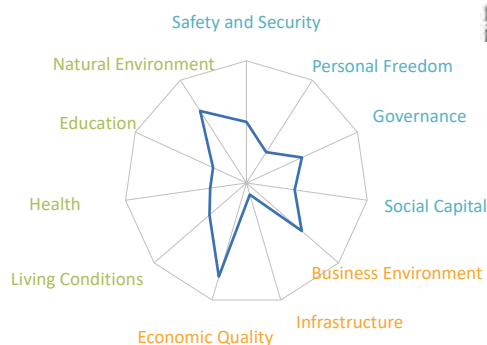 Safety and Security
Natural Environment
Personal Freedom
Education
Governance
Health
Social Capital
Living Conditions
Business Environment
Economic Quality
Infrastructure